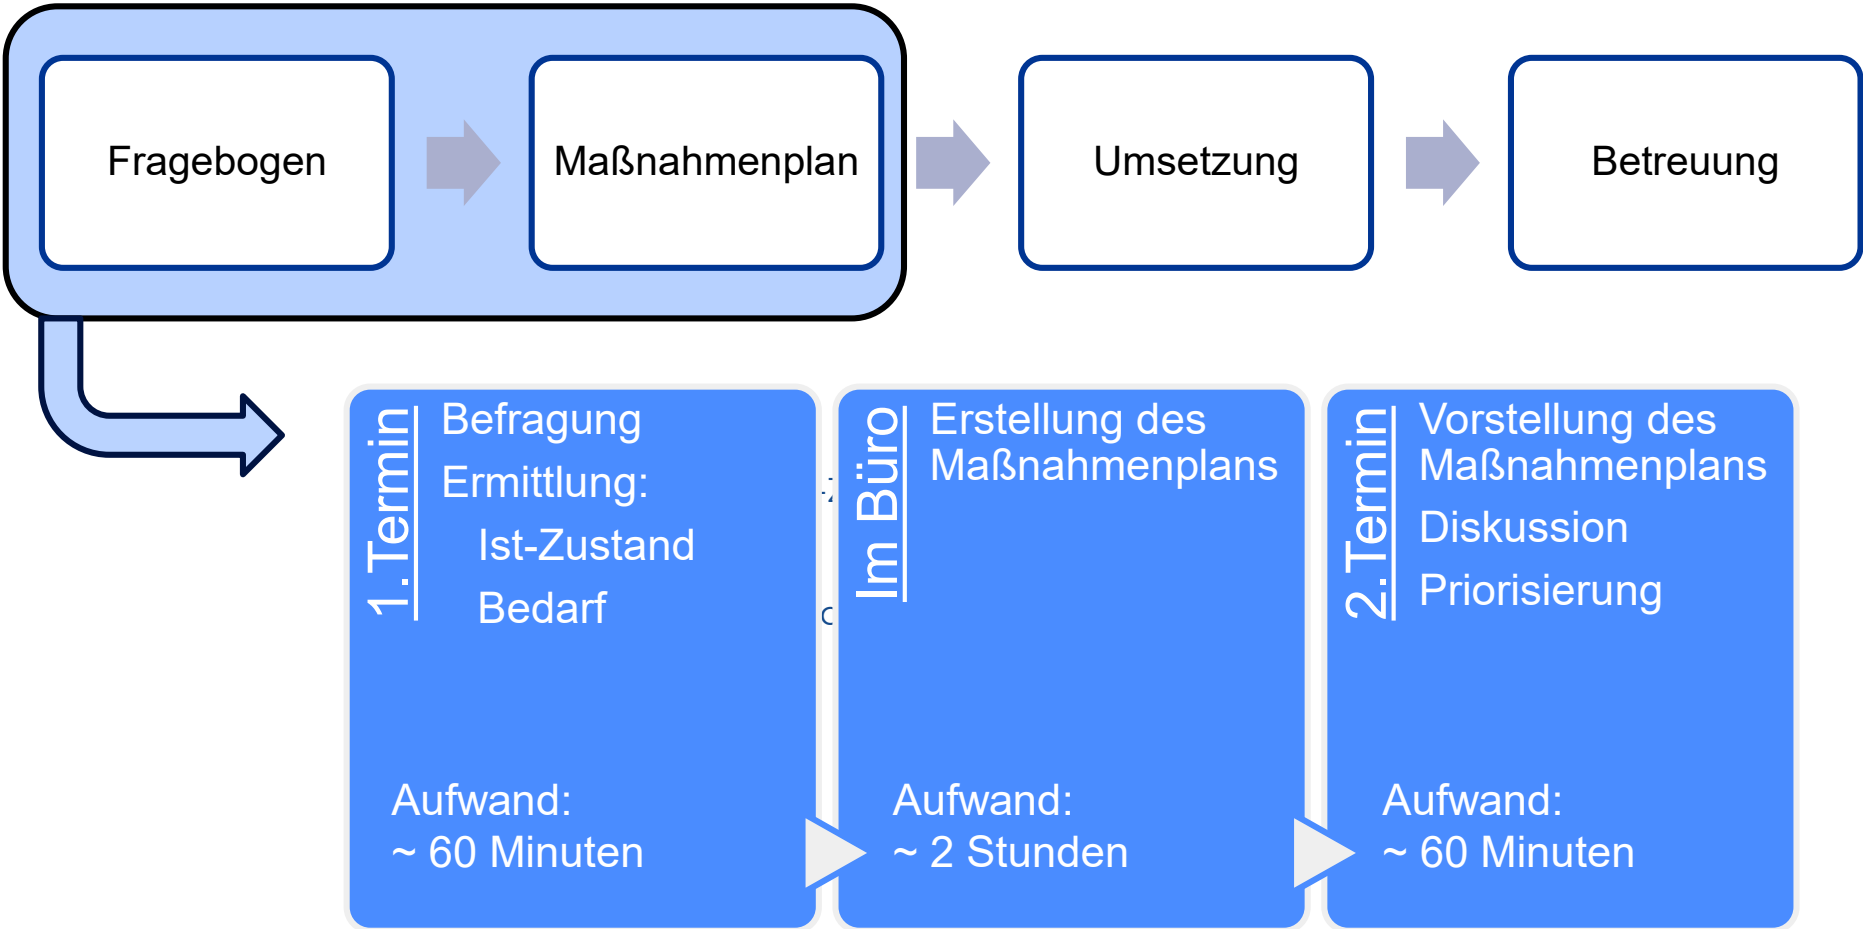 Fragebogen
Maßnahmenplan
Umsetzung
Betreuung
1.Termin
Befragung
Ermittlung:
Ist-Zustand
Bedarf
Aufwand:
~ 60 Minuten
Im Büro
Erstellung des
Maßnahmenplans
Aufwand:
~ 2 Stunden
2.Termin
Vorstellung des
Maßnahmenplans
Diskussion
Priorisierung
Aufwand:
~ 60 Minuten